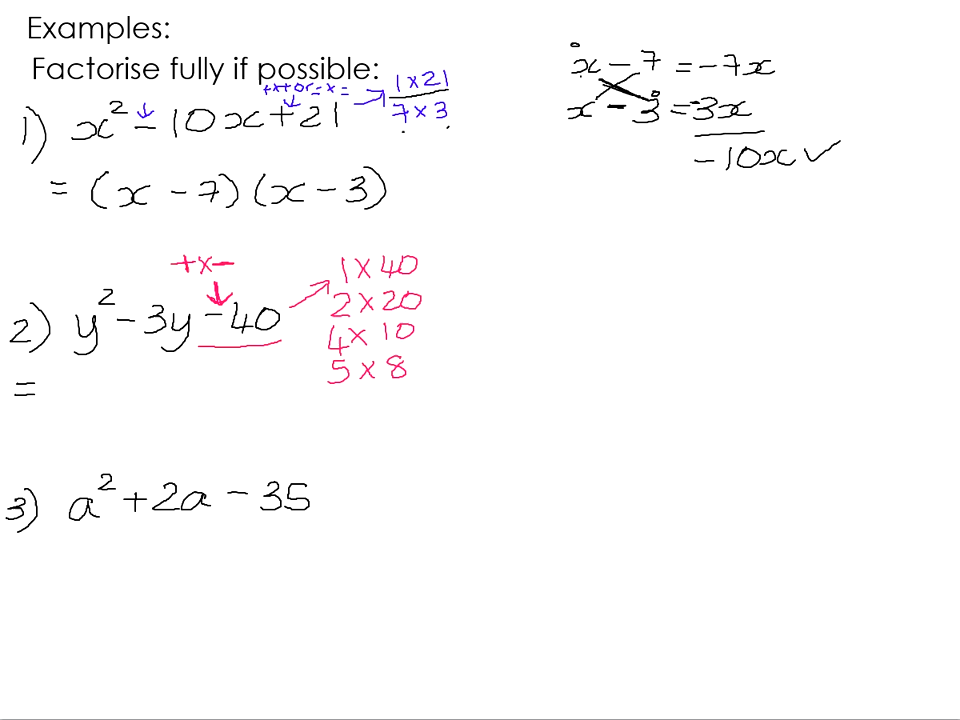 Examples:
Factorise fully if possible:
+x+ or - x -
1) x² - 10x + 21 → 1 x 21
7 x 3
= (x - 7)(x - 3)
x - 7 = -7x
x - 3 = -3x
-10x ✓
+x-
2) y² - 3y - 40 → 1 x 40
2 x 20
4 x 10
5 x 8
=
3) a² + 2a - 35